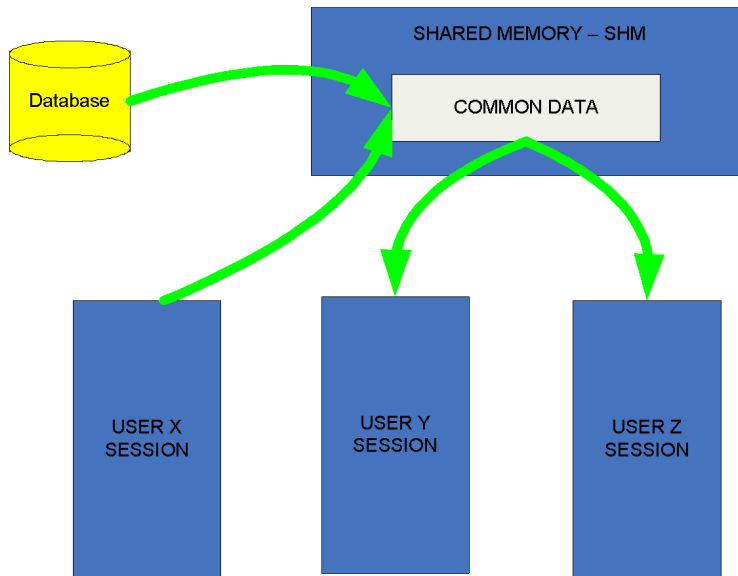 SHARED MEMORY – SHM
Database
COMMON DATA
USER X
SESSION
USER Y
SESSION
USER Z
SESSION